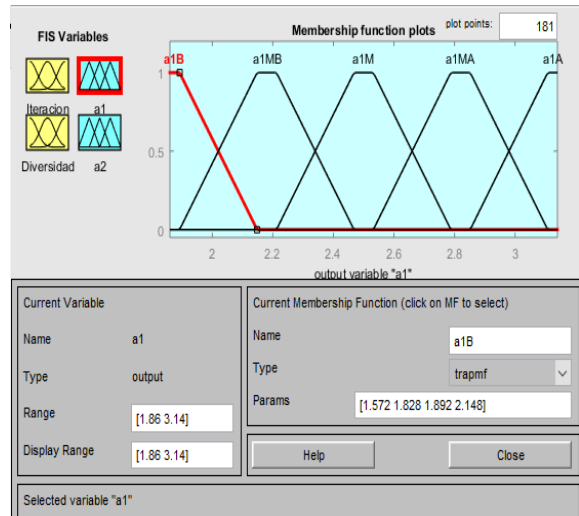 FIS Variables
Membership function plots
plot points:
181
Iteracion
a1
Diversidad
a2
a1B
a1MB
a1M
a1MA
a1A
1
0.5
0
2
2.2
2.4
2.6
2.8
3
output variable "a1"
Current Variable
Name
a1
Type
output
Range
[1.86 3.14]
Display Range
[1.86 3.14]
Current Membership Function (click on MF to select)
Name
a1B
Type
trapmf
Params
[1.572 1.828 1.892 2.148]
Help
Close
Selected variable "a1"